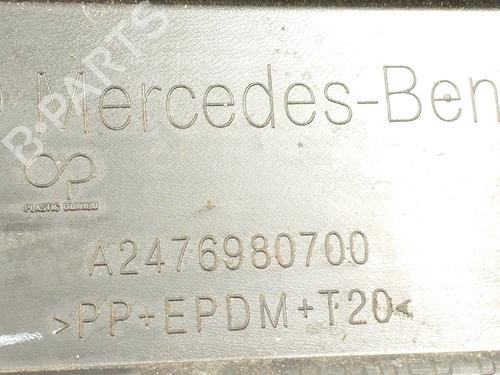 Mercedes-Ben
B-PARTS
PLASTIC OMNIUM
A2476980700
>PP+EPDM+T20<